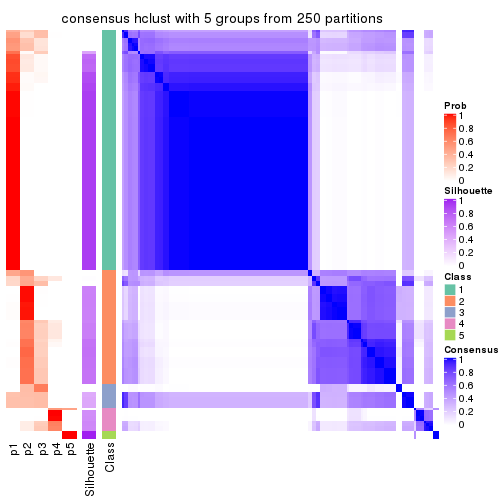 consensus hclust with 5 groups from 250 partitions
Prob
1
0.8
0.6
0.4
0.2
0
Silhouette
1
0.8
0.6
0.4
0.2
0
Class
1
2
3
4
5
Consensus
1
0.8
0.6
0.4
0.2
0
p1
p2
p3
p4
p5
Silhouette
Class